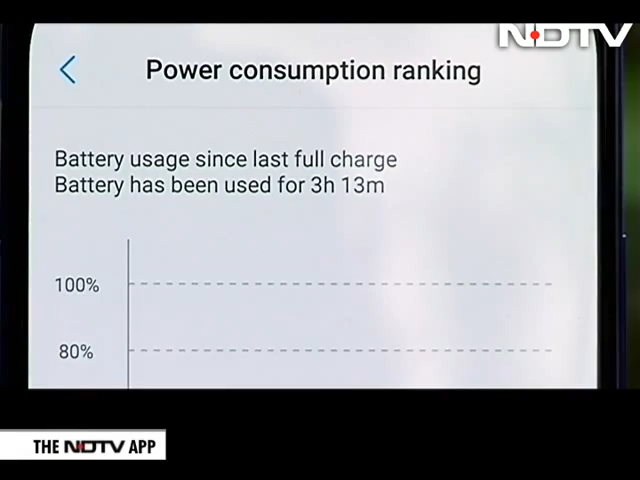 NDTV
Power consumption ranking
Battery usage since last full charge
Battery has been used for 3h 13m
100%
80%
THE NDTV APP